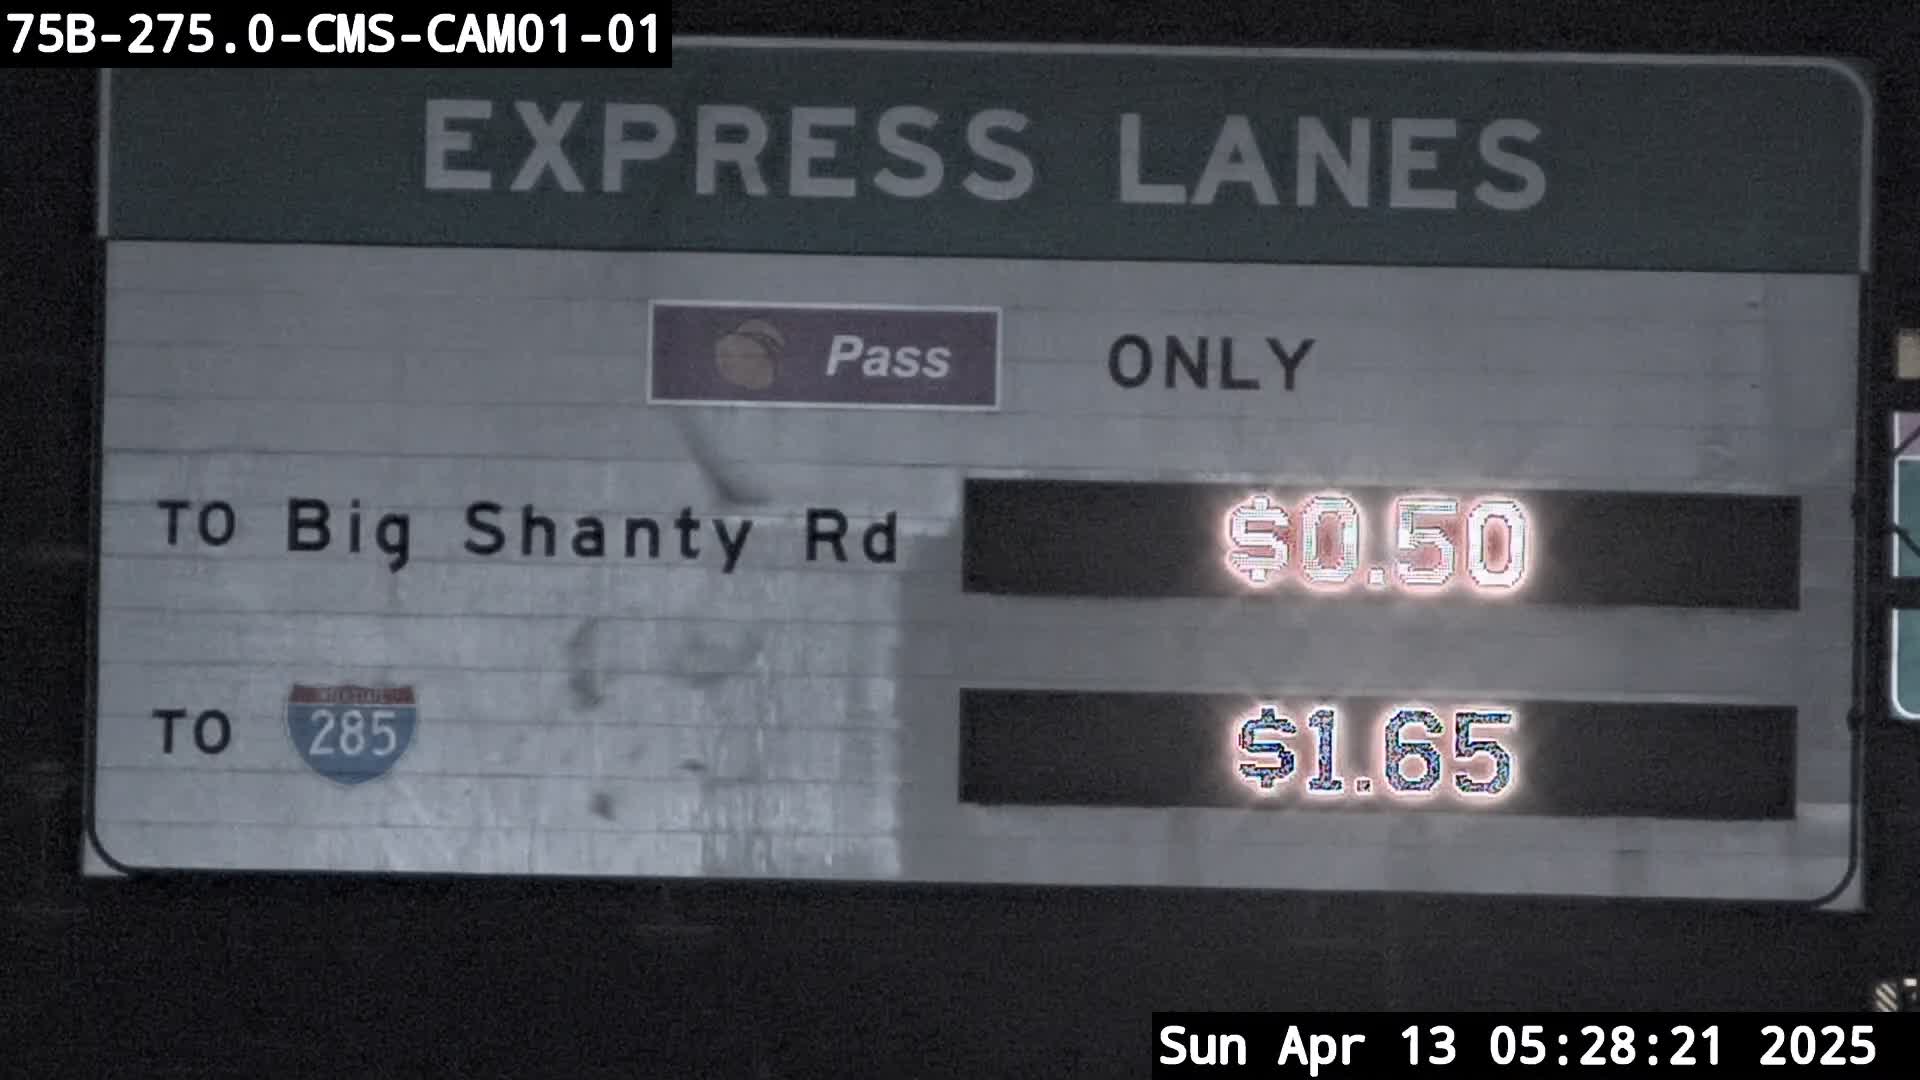 75B-275.0-CMS-CAM01-01
EXPRESS LANES
Pass ONLY
TO Big Shanty Rd $0.50
TO INTERSTATE 285 $1.65
Sun Apr 13 05:28:21 2025